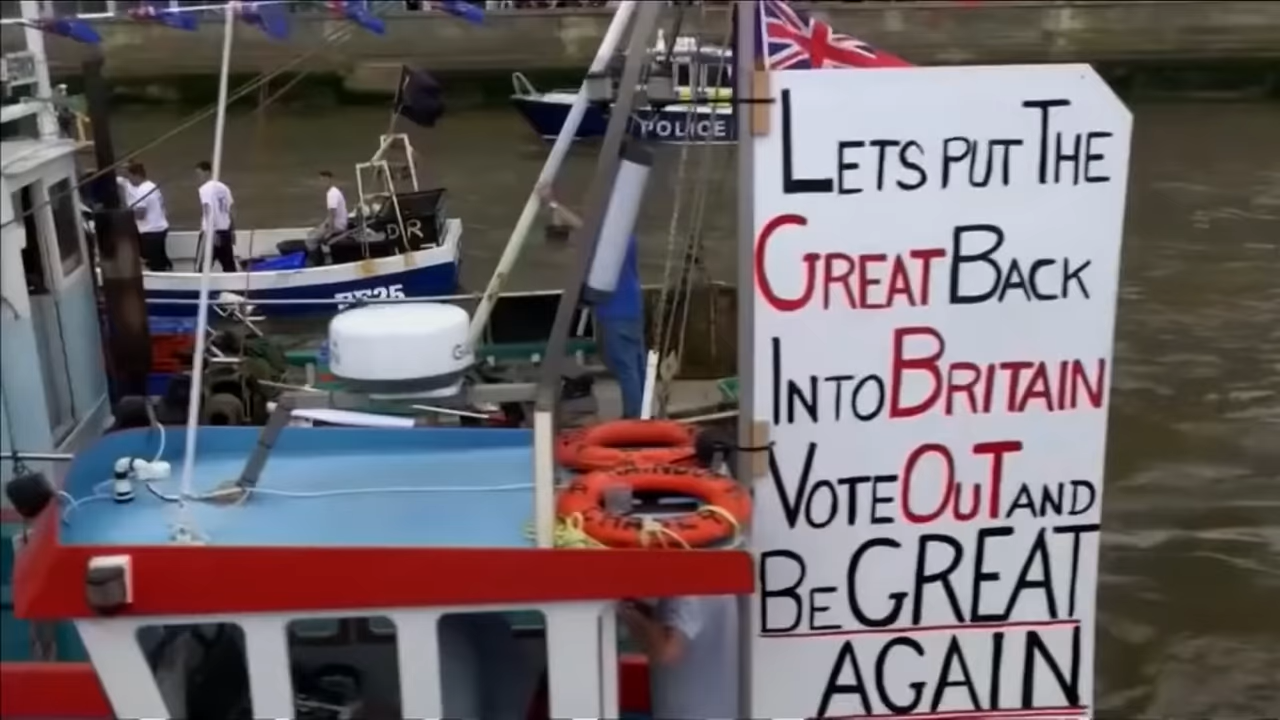 POLICE
LETS PUT THE
GREAT BACK
INTO BRITAIN
VOTE OUT AND
BE GREAT
AGAIN